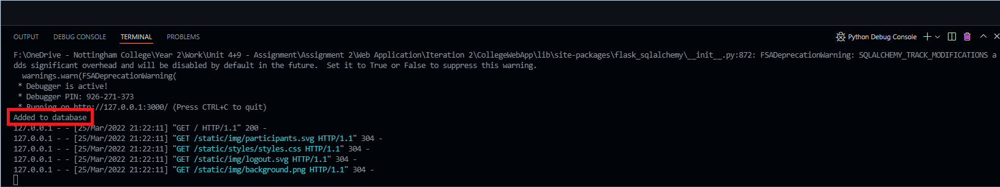 OUTPUT DEBUG CONSOLE TERMINAL PROBLEMS Python Debug Console
F:\OneDrive - Nottingham College\Year 2\Work\Unit 4+9 - Assignment\Assignment 2\Web Application\Iteration 2\CollegeWebApp\lib\site-packages\flask_sqlalchemy\__init__.py:872: FSADeprecationWarning: SQLALCHEMY_TRACK_MODIFICATIONS a
dds significant overhead and will be disabled by default in the future.  Set it to True or False to suppress this warning.
  warnings.warn(FSADeprecationWarning(
 * Debugger is active!
 * Debugger PIN: 926-271-373
 * Running on http://127.0.0.1:3000/ (Press CTRL+C to quit)
Added to database
127.0.0.1 - - [25/Mar/2022 21:22:11] "GET / HTTP/1.1" 200 -
127.0.0.1 - - [25/Mar/2022 21:22:11] "GET /static/img/participants.svg HTTP/1.1" 304 -
127.0.0.1 - - [25/Mar/2022 21:22:11] "GET /static/styles/styles.css HTTP/1.1" 304 -
127.0.0.1 - - [25/Mar/2022 21:22:11] "GET /static/img/logout.svg HTTP/1.1" 304 -
127.0.0.1 - - [25/Mar/2022 21:22:11] "GET /static/img/background.png HTTP/1.1" 304 -